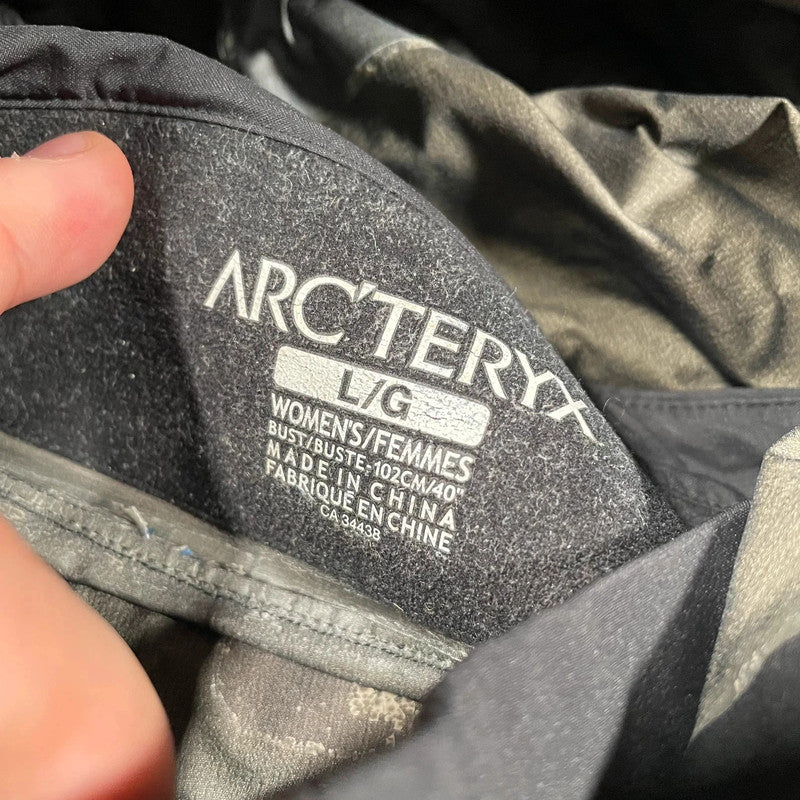 ARC'TERYX
L/G
WOMEN'S/FEMMES
BUST/BUSTE: 102CM/40"
MADE IN CHINA
FABRIQUÉ EN CHINE
CA 34438